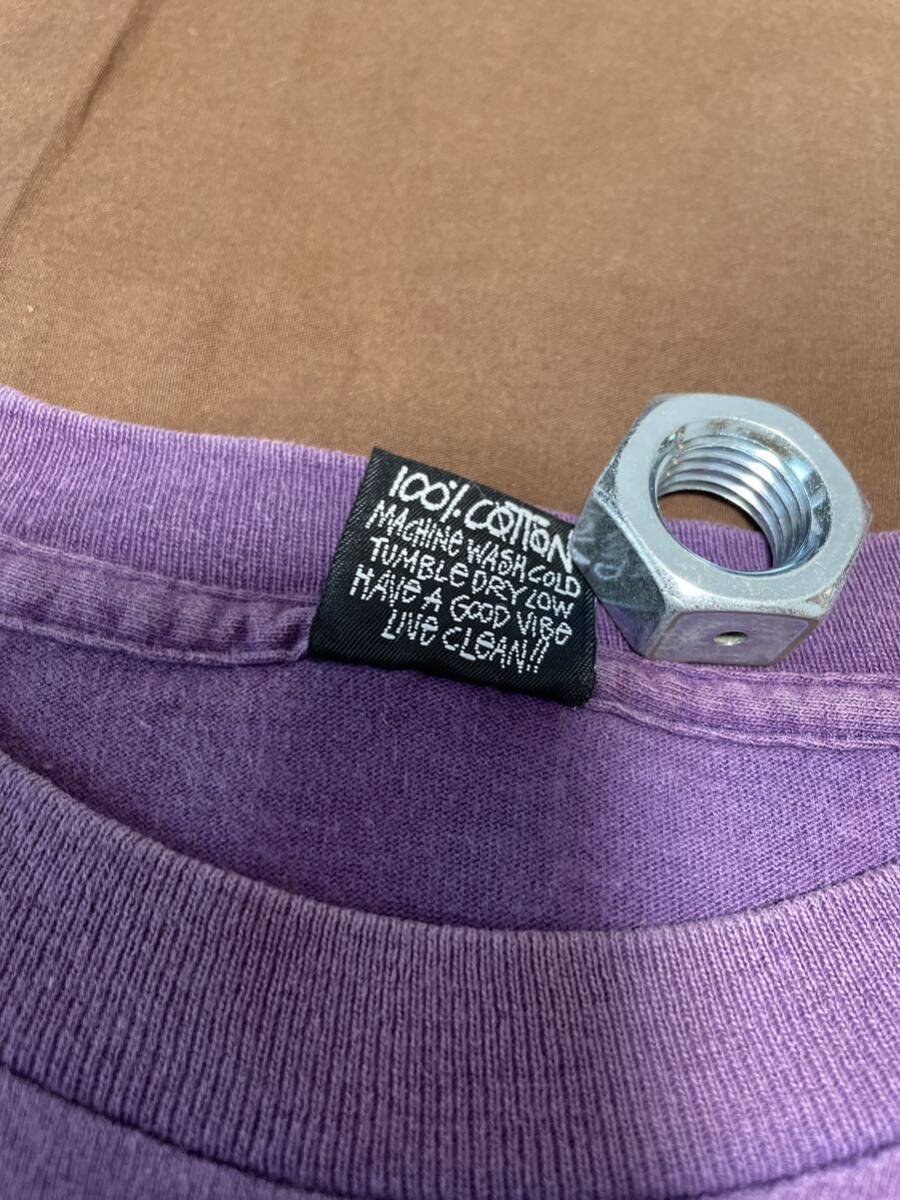 100% COTTON
MACHINE WASH COLD
TUMBLE DRY LOW
HAVE A GOOD VIBE
LIVE CLEAN!!